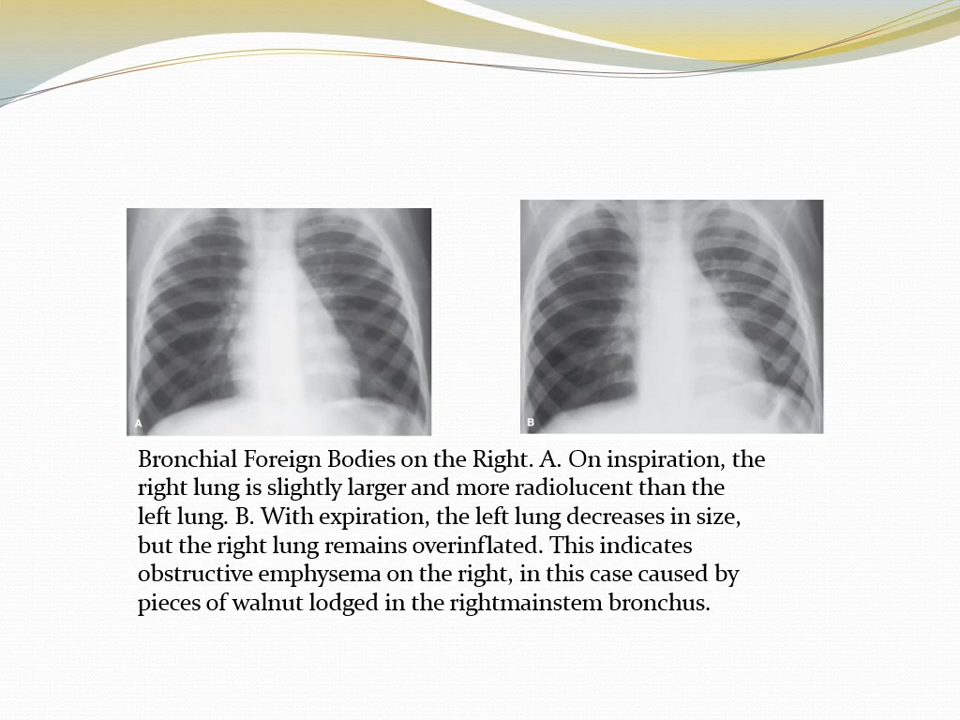 A
B
Bronchial Foreign Bodies on the Right. A. On inspiration, the
right lung is slightly larger and more radiolucent than the
left lung. B. With expiration, the left lung decreases in size,
but the right lung remains overinflated. This indicates
obstructive emphysema on the right, in this case caused by
pieces of walnut lodged in the rightmainstem bronchus.